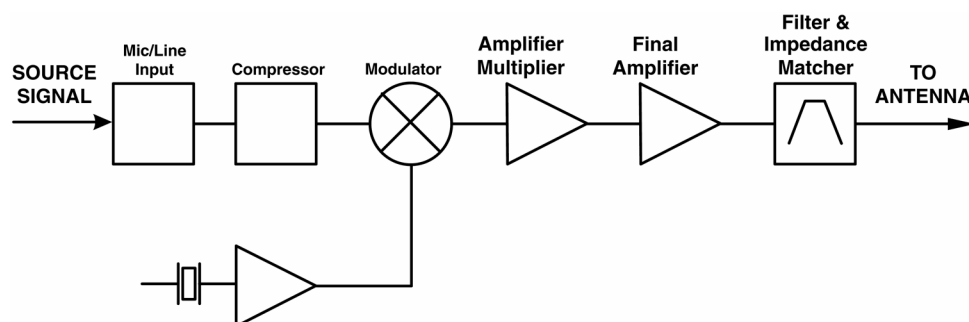 SOURCE
SIGNAL
Mic/Line
Input
Compressor
Modulator
Amplifier
Multiplier
Final
Amplifier
Filter &
Impedance
Matcher
TO
ANTENNA